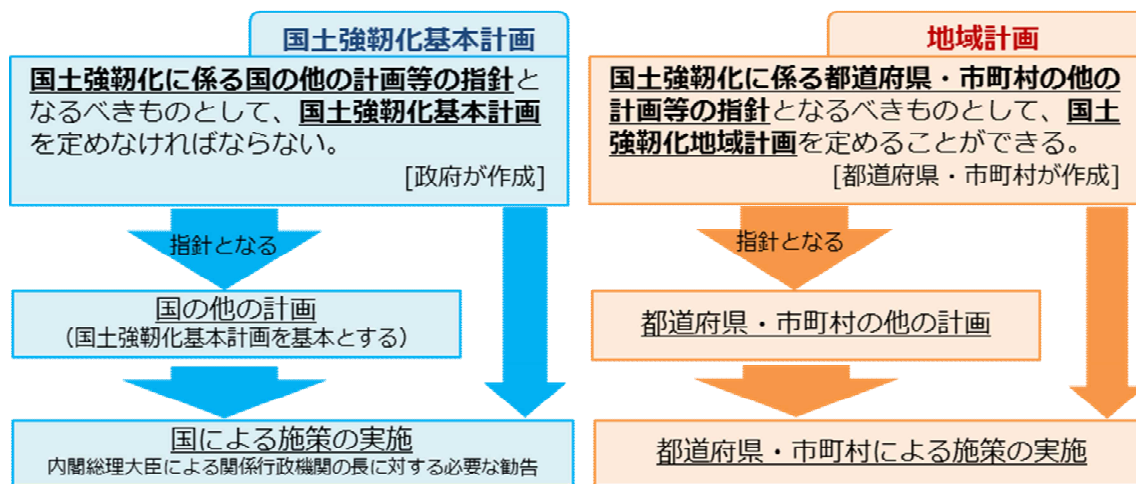 国土強靭化基本計画
国土強靭化に係る国の他の計画等の指針と
なるべきものとして、国土強靭化基本計画
を定めなければならない。
[政府が作成]
指針となる
国の他の計画
（国土強靭化基本計画を基本とする）
国による施策の実施
内閣総理大臣による関係行政機関の長に対する必要な勧告
地域計画
国土強靭化に係る都道府県・市町村の他の
計画等の指針となるべきものとして、国土
強靭化地域計画を定めることができる。
[都道府県・市町村が作成]
指針となる
都道府県・市町村の他の計画
都道府県・市町村による施策の実施